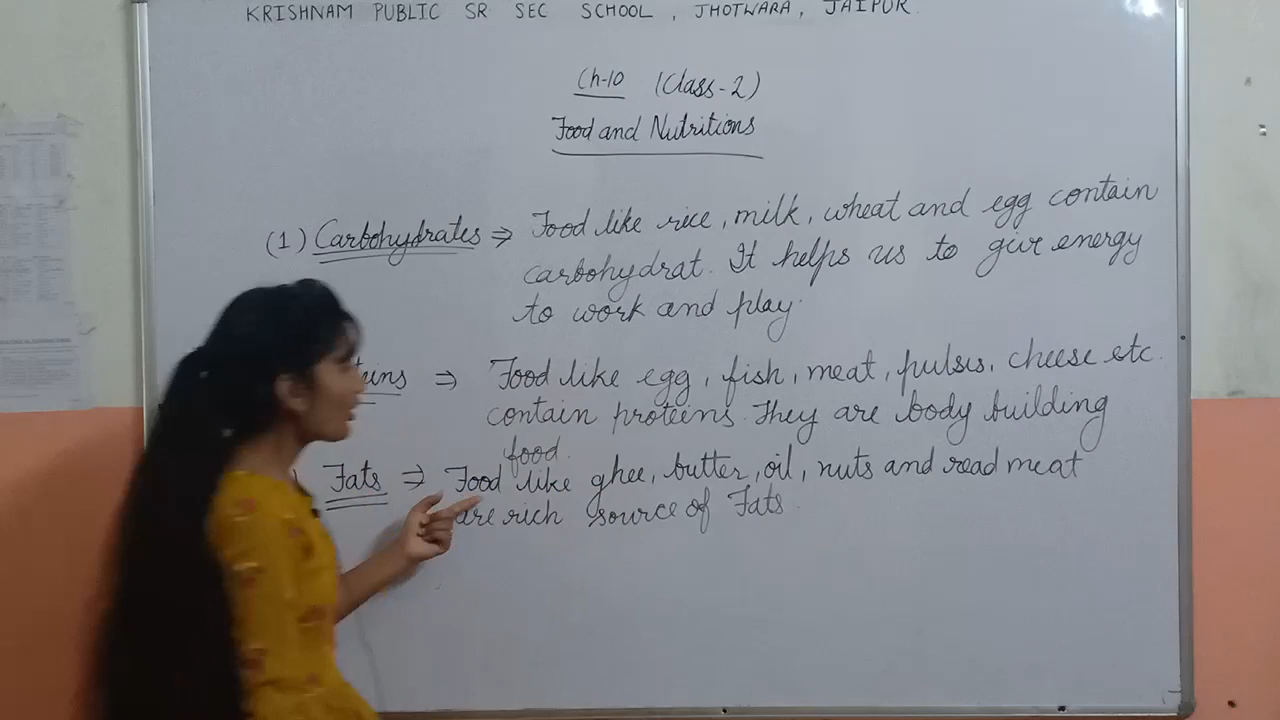 KRISHNAM PUBLIC SR SEC SCHOOL, JHOTWARA, JAIPUR.
Ch-10 (Class-2)
Food and Nutritions
(1) Carbohydrates ⇒ Food like rice, milk, wheat and egg contain
carbohydrat. It helps us to give energy
to work and play.
⇒ Food like egg, fish, meat, pulses, cheese etc.
contain proteins. They are body building
food.
Fats ⇒ Food like ghee, butter, oil, nuts and read meat
are rich source of Fats.